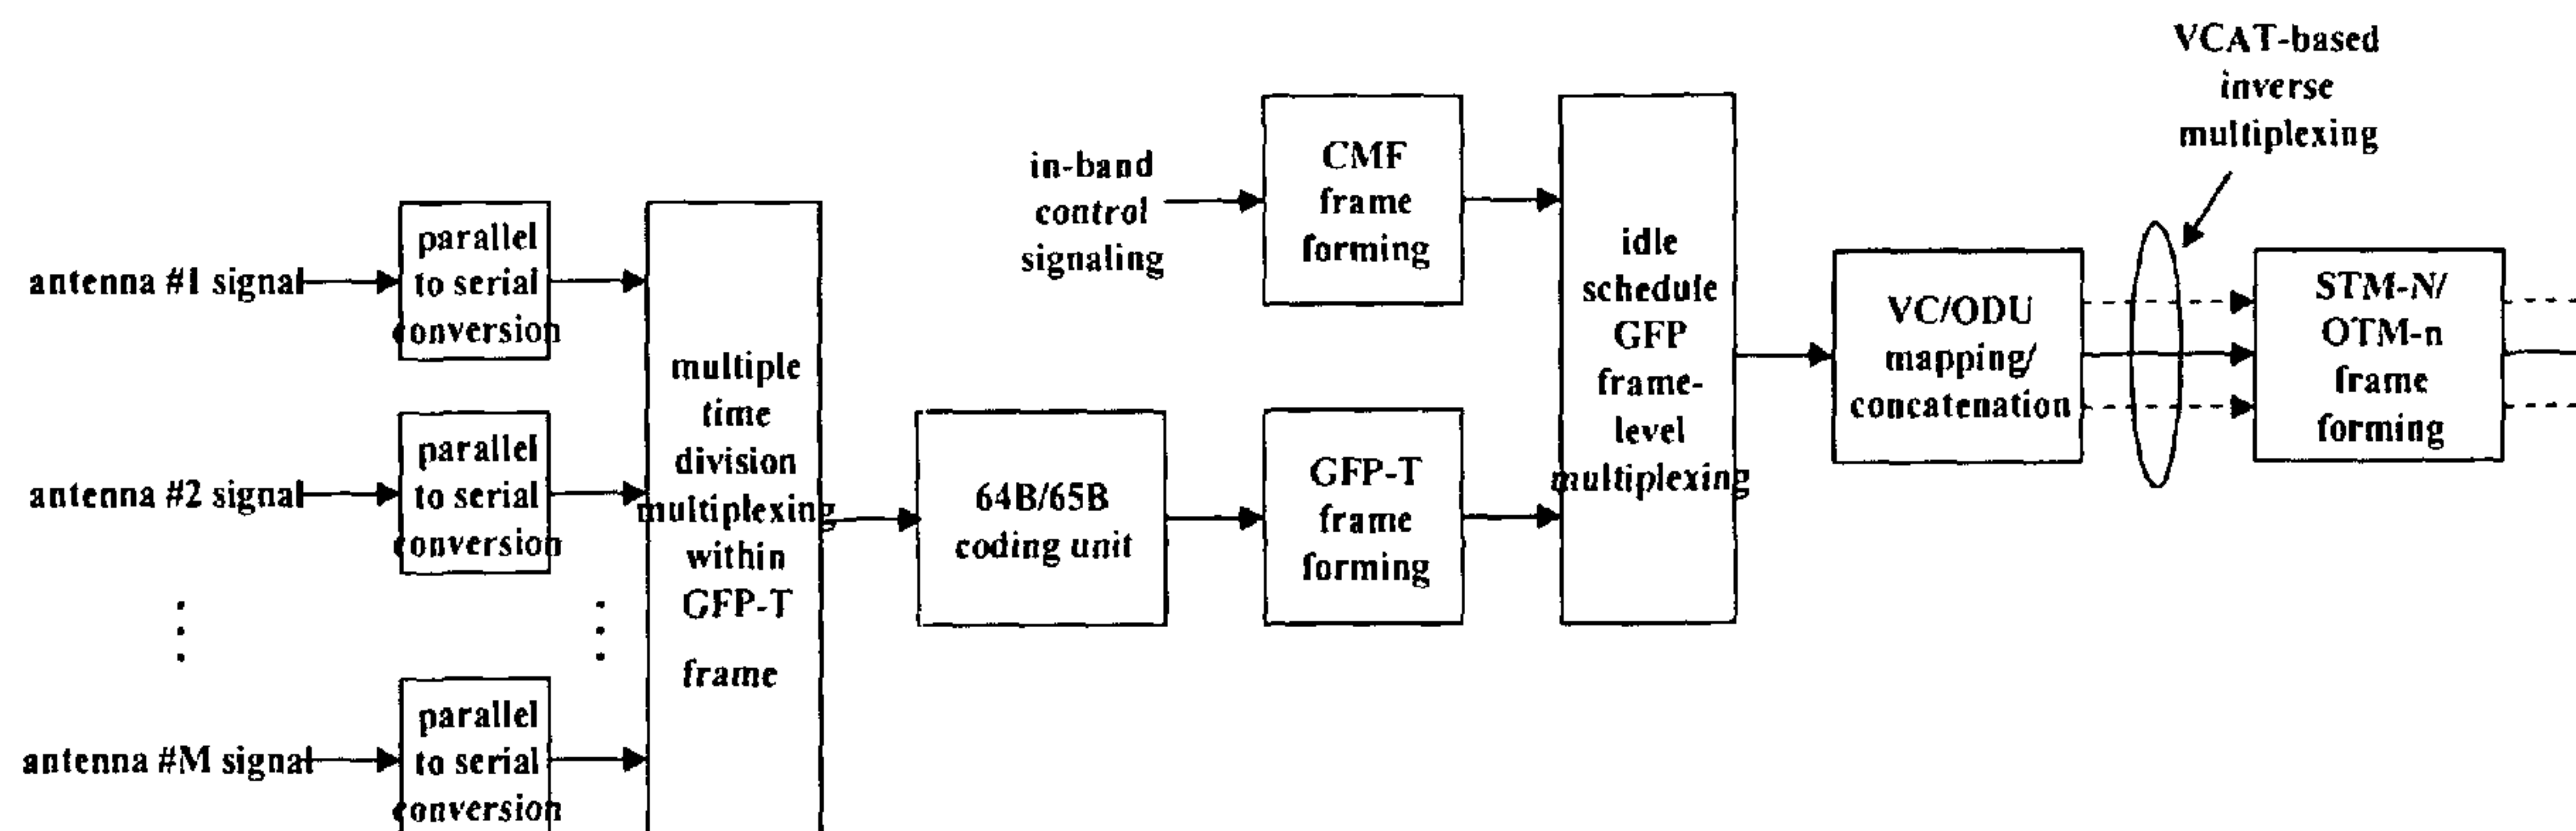 VCAT-based
inverse
multiplexing
in-band
control
signaling
CMF
frame
forming
idle
schedule
GFP
frame-
level
multiplexing
VC/ODU
mapping/
concatenation
STM-N/
OTM-n
frame
forming
antenna #1 signal
parallel
to serial
conversion
multiple
time
division
multiplexing
within
GFP-T
frame
antenna #2 signal
parallel
to serial
conversion
64B/65B
coding unit
GFP-T
frame
forming
antenna #M signal
parallel
to serial
conversion